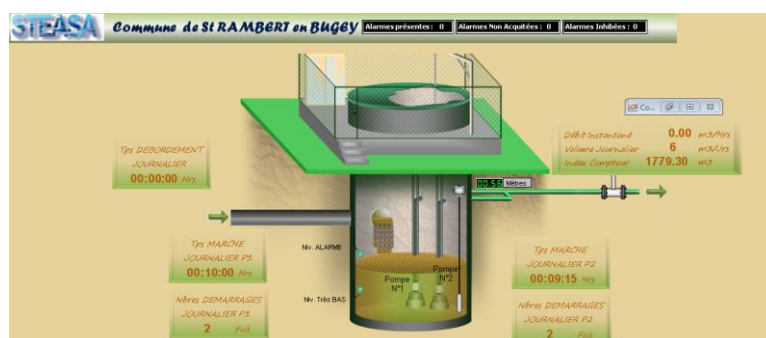 STEASA
Commune de St RAMBERT en BUGEY
Alarmes présentes : 0
Alarmes Non Acquitées : 0
Alarmes Inhibées : 0
Co...
Débit Instantané 0.00 m3/Hrs
Volume Journalier 6 m3/Jrs
Index Compteur 1779.30 m3
Tps DEBORDEMENT
JOURNALIER
00:00:00 Hrs
00.56 Mètres
Tps MARCHE
JOURNALIER P1
00:10:00 Hrs
Niv. ALARME
Pompe
N°1
Pompe
N°2
Niv. Très BAS
Tps MARCHE
JOURNALIER P2
00:09:15 Hrs
Nbres DEMARRAGES
JOURNALIER P1
2 Fois
Nbres DEMARRAGES
JOURNALIER P2
2 Fois